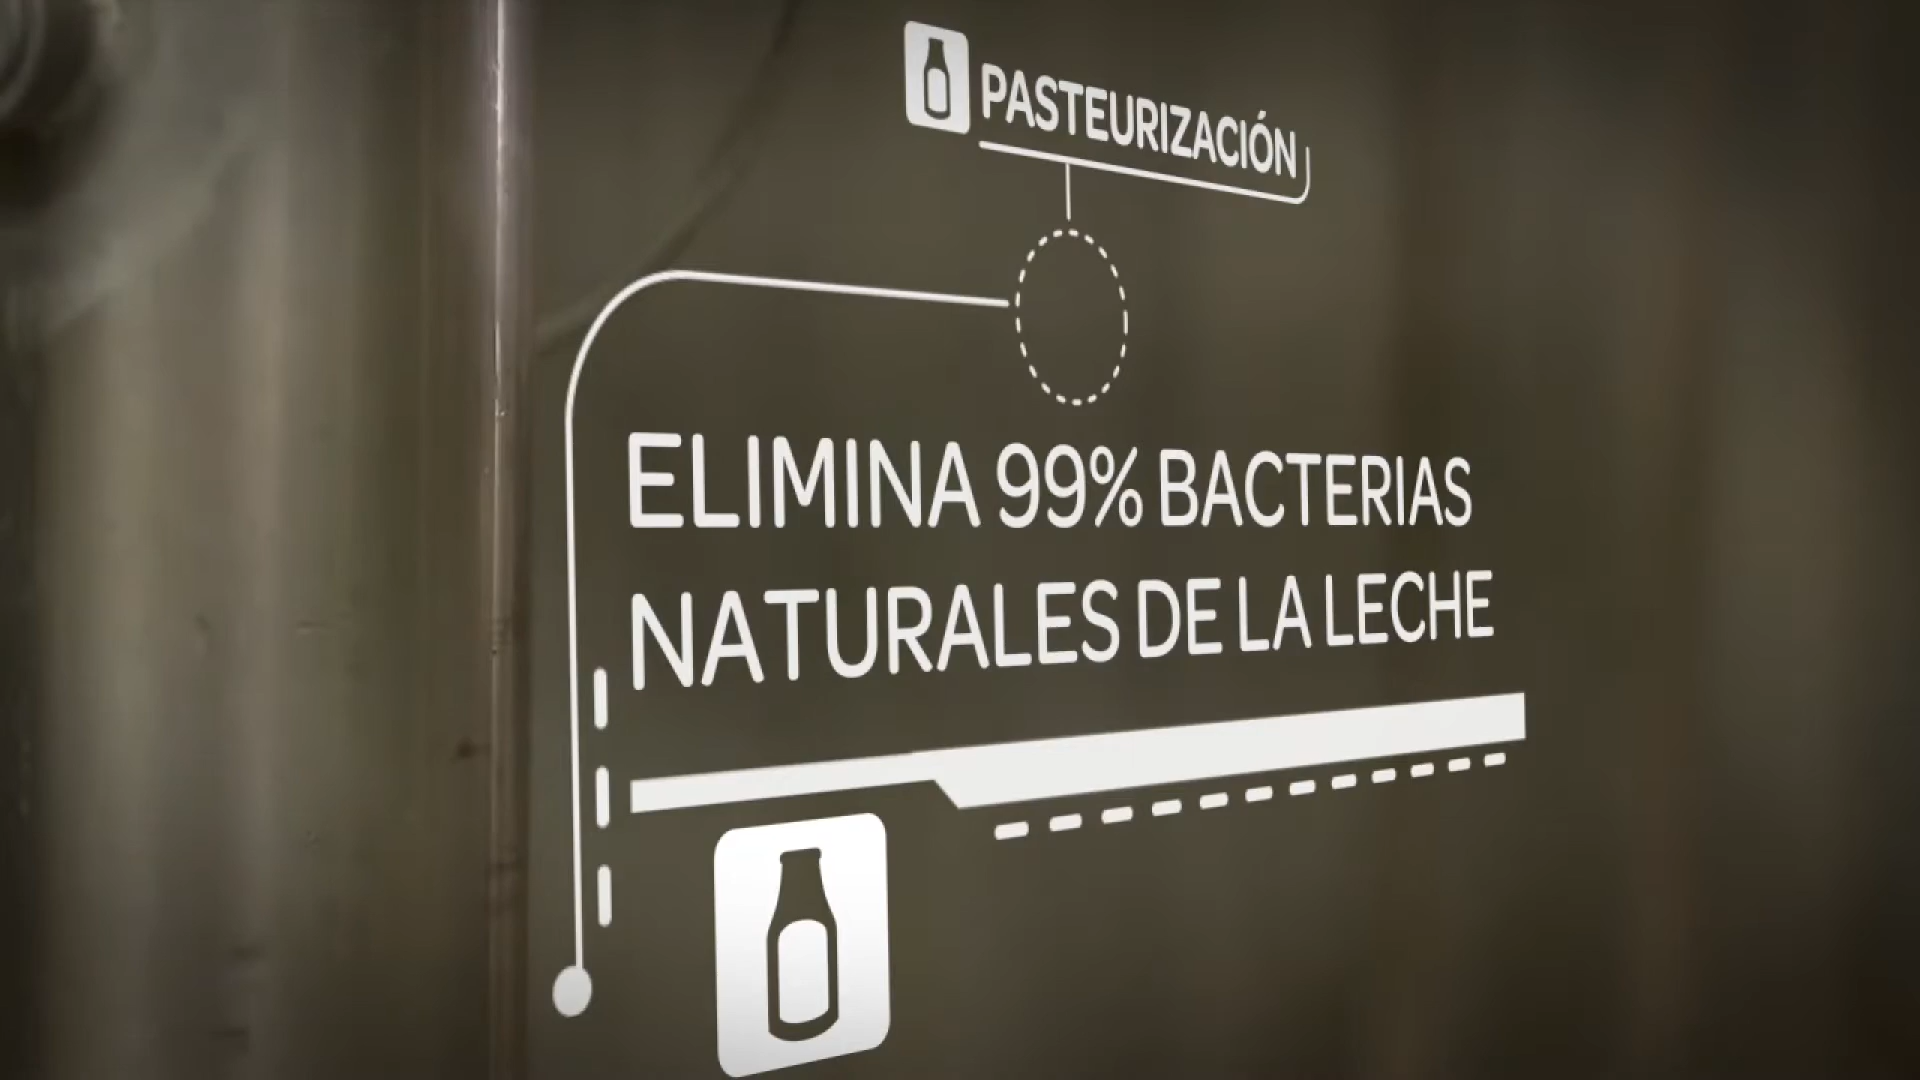 PASTEURIZACIÓN
ELIMINA 99% BACTERIAS
NATURALES DE LA LECHE